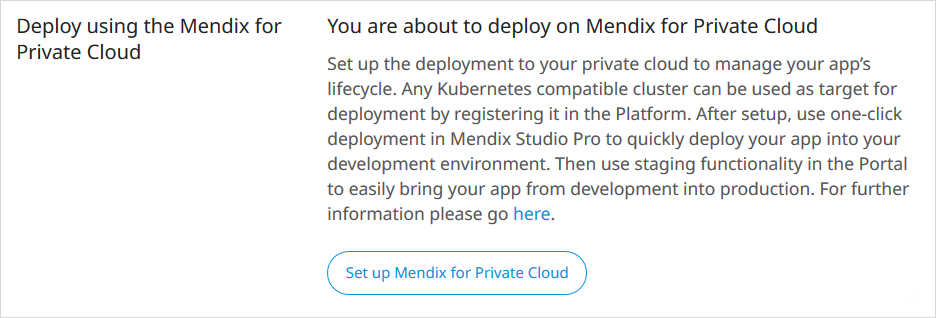 Deploy using the Mendix for
Private Cloud
You are about to deploy on Mendix for Private Cloud
Set up the deployment to your private cloud to manage your app’s
lifecycle. Any Kubernetes compatible cluster can be used as target for
deployment by registering it in the Platform. After setup, use one-click
deployment in Mendix Studio Pro to quickly deploy your app into your
development environment. Then use staging functionality in the Portal
to easily bring your app from development into production. For further
information please go here.
Set up Mendix for Private Cloud